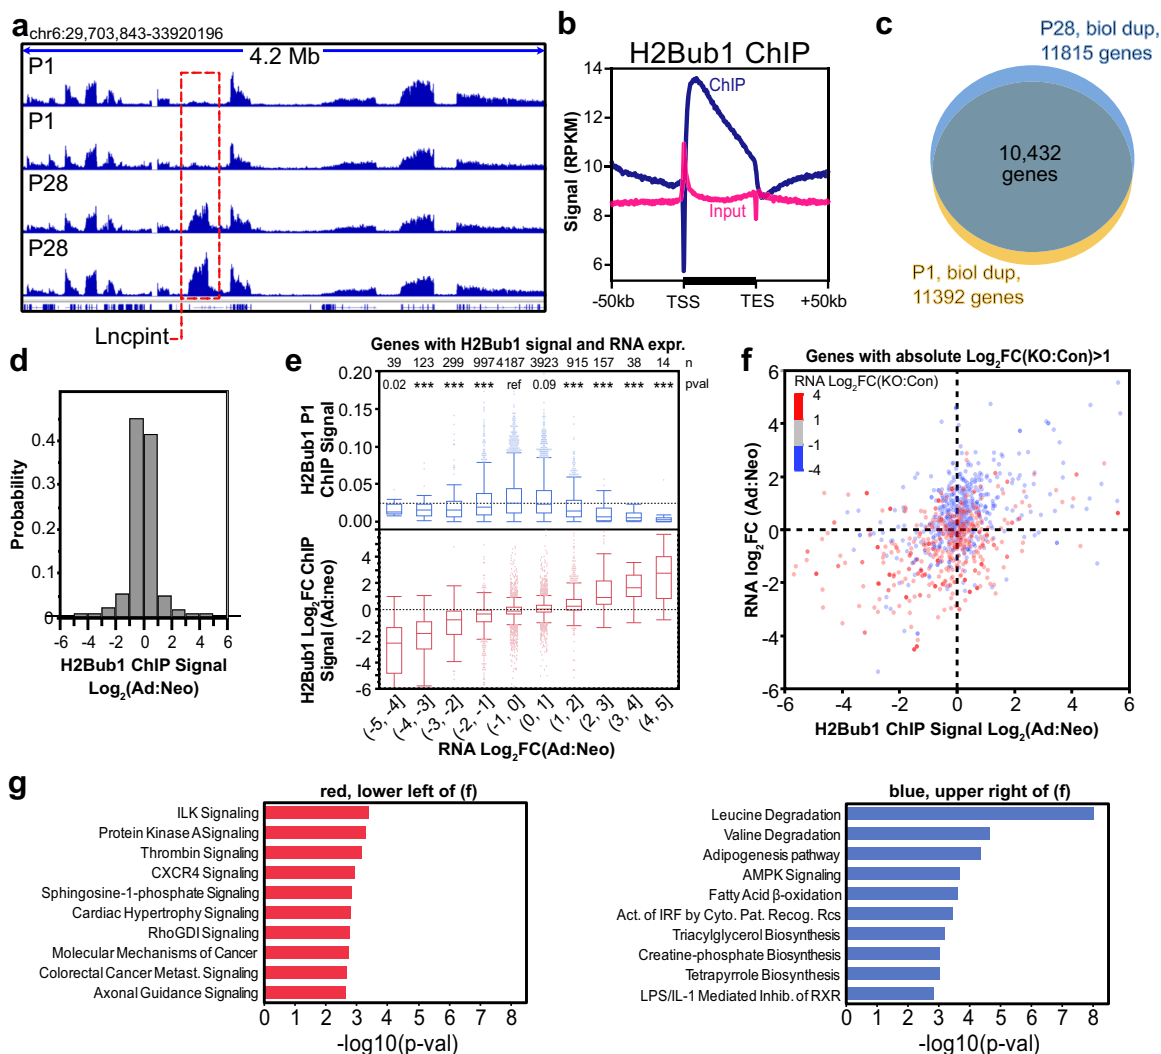 a
chr6:29,703,843-33920196
4.2 Mb
P1
P1
P28
P28
Lncpint
b
H2Bub1 ChIP
Signal (RPKM)
14
12
10
8
6
ChIP
Input
-50kb TSS TES +50kb
c
P28, biol dup,
11815 genes
10,432
genes
P1, biol dup,
11392 genes
d
Probability
0.4
0.3
0.2
0.1
0
-6 -4 -2 0 2 4 6
H2Bub1 ChIP Signal
Log2(Ad:Neo)
e
Genes with H2Bub1 signal and RNA expr.
39 123 299 997 4187 3923 915 157 38 14 n
0.02 *** *** *** ref 0.09 *** *** *** *** pval
H2Bub1 P1
ChIP Signal
0.20
0.15
0.10
0.05
0.00
H2Bub1 Log2FC ChIP
Signal (Ad:neo)
4
2
0
-2
-4
-6
(-5, -4] (-4, -3] (-3, -2] (-2, -1] (-1, 0] (0, 1] (1, 2] (2, 3] (3, 4] (4, 5]
RNA Log2FC(Ad:Neo)
f
Genes with absolute Log2FC(KO:Con)>1
RNA Log2FC(KO:Con)
4
1
-1
-4
RNA log2FC (Ad:Neo)
6
4
2
0
-2
-4
-6
-6 -4 -2 0 2 4 6
H2Bub1 ChIP Signal Log2(Ad:Neo)
g
red, lower left of (f)
ILK Signaling
Protein Kinase A Signaling
Thrombin Signaling
CXCR4 Signaling
Sphingosine-1-phosphate Signaling
Cardiac Hypertrophy Signaling
RhoGDI Signaling
Molecular Mechanisms of Cancer
Colorectal Cancer Metast. Signaling
Axonal Guidance Signaling
0 1 2 3 4 5 6 7 8
-log10(p-val)
blue, upper right of (f)
Leucine Degradation
Valine Degradation
Adipogenesis pathway
AMPK Signaling
Fatty Acid β-oxidation
Act. of IRF by Cyto. Pat. Recog. Rcs
Triacylglycerol Biosynthesis
Creatine-phosphate Biosynthesis
Tetrapyrrole Biosynthesis
LPS/IL-1 Mediated Inhib. of RXR
0 1 2 3 4 5 6 7 8
-log10(p-val)